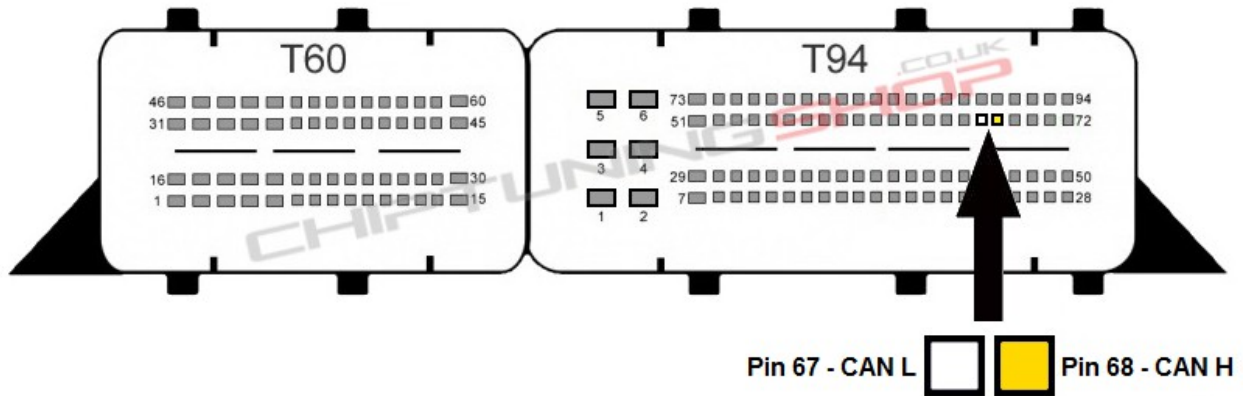 T60
T94
CHIPTUNINGSHOP.CO.UK
46 60
31 45
16 30
1 15
5 6
3 4
1 2
73 94
51 72
29 50
7 28
Pin 67 - CAN L
Pin 68 - CAN H